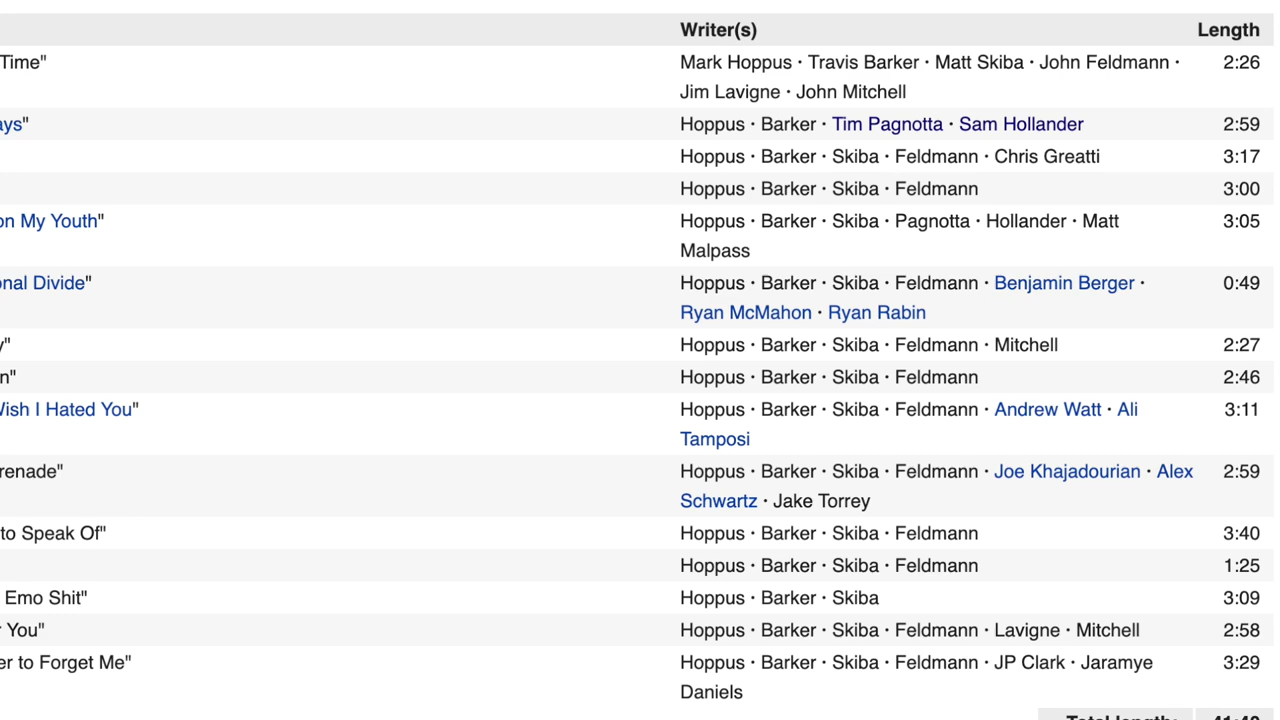 Writer(s) Length
Time" Mark Hoppus · Travis Barker · Matt Skiba · John Feldmann · 2:26
Jim Lavigne · John Mitchell
ays" Hoppus · Barker · Tim Pagnotta · Sam Hollander 2:59
Hoppus · Barker · Skiba · Feldmann · Chris Greatti 3:17
Hoppus · Barker · Skiba · Feldmann 3:00
on My Youth" Hoppus · Barker · Skiba · Pagnotta · Hollander · Matt 3:05
Malpass
onal Divide" Hoppus · Barker · Skiba · Feldmann · Benjamin Berger · 0:49
Ryan McMahon · Ryan Rabin
y" Hoppus · Barker · Skiba · Feldmann · Mitchell 2:27
n" Hoppus · Barker · Skiba · Feldmann 2:46
Wish I Hated You" Hoppus · Barker · Skiba · Feldmann · Andrew Watt · Ali 3:11
Tamposi
renade" Hoppus · Barker · Skiba · Feldmann · Joe Khajadourian · Alex 2:59
Schwartz · Jake Torrey
to Speak Of" Hoppus · Barker · Skiba · Feldmann 3:40
Hoppus · Barker · Skiba · Feldmann 1:25
Emo Shit" Hoppus · Barker · Skiba 3:09
r You" Hoppus · Barker · Skiba · Feldmann · Lavigne · Mitchell 2:58
er to Forget Me" Hoppus · Barker · Skiba · Feldmann · JP Clark · Jaramye 3:29
Daniels
Total length: